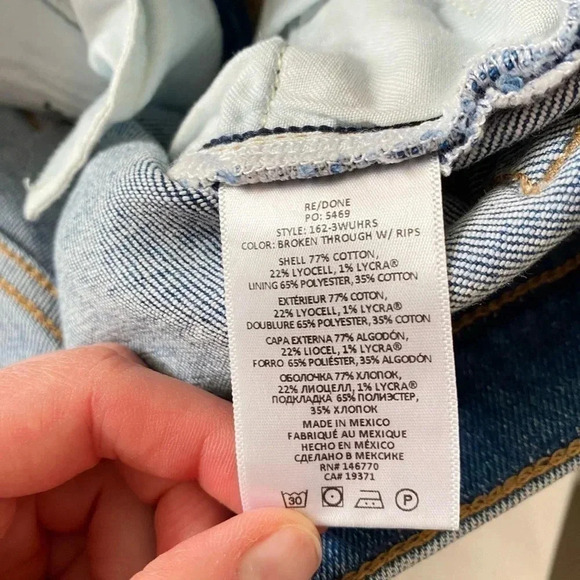 RE/DONE
PO: 5469
STYLE: 162-3WUHRS
COLOR: BROKEN THROUGH W/ RIPS
SHELL 77% COTTON,
22% LYOCELL, 1% LYCRA®
LINING 65% POLYESTER, 35% COTTON
EXTÉRIEUR 77% COTON,
22% LYOCELL, 1% LYCRA®
DOUBLURE 65% POLYESTER, 35% COTON
CAPA EXTERNA 77% ALGODÓN,
22% LIOCEL, 1% LYCRA®
FORRO 65% POLIÉSTER, 35% ALGODÓN
ОБОЛОЧКА 77% ХЛОПОК,
22% ЛИОЦЕЛЛ, 1% LYCRA®
ПОДКЛАДКА 65% ПОЛИЭСТЕР,
35% ХЛОПОК
MADE IN MEXICO
FABRIQUÉ AU MEXIQUE
HECHO EN MÉXICO
СДЕЛАНО В МЕКСИКЕ
RN# 146770
CA# 19371
30 P